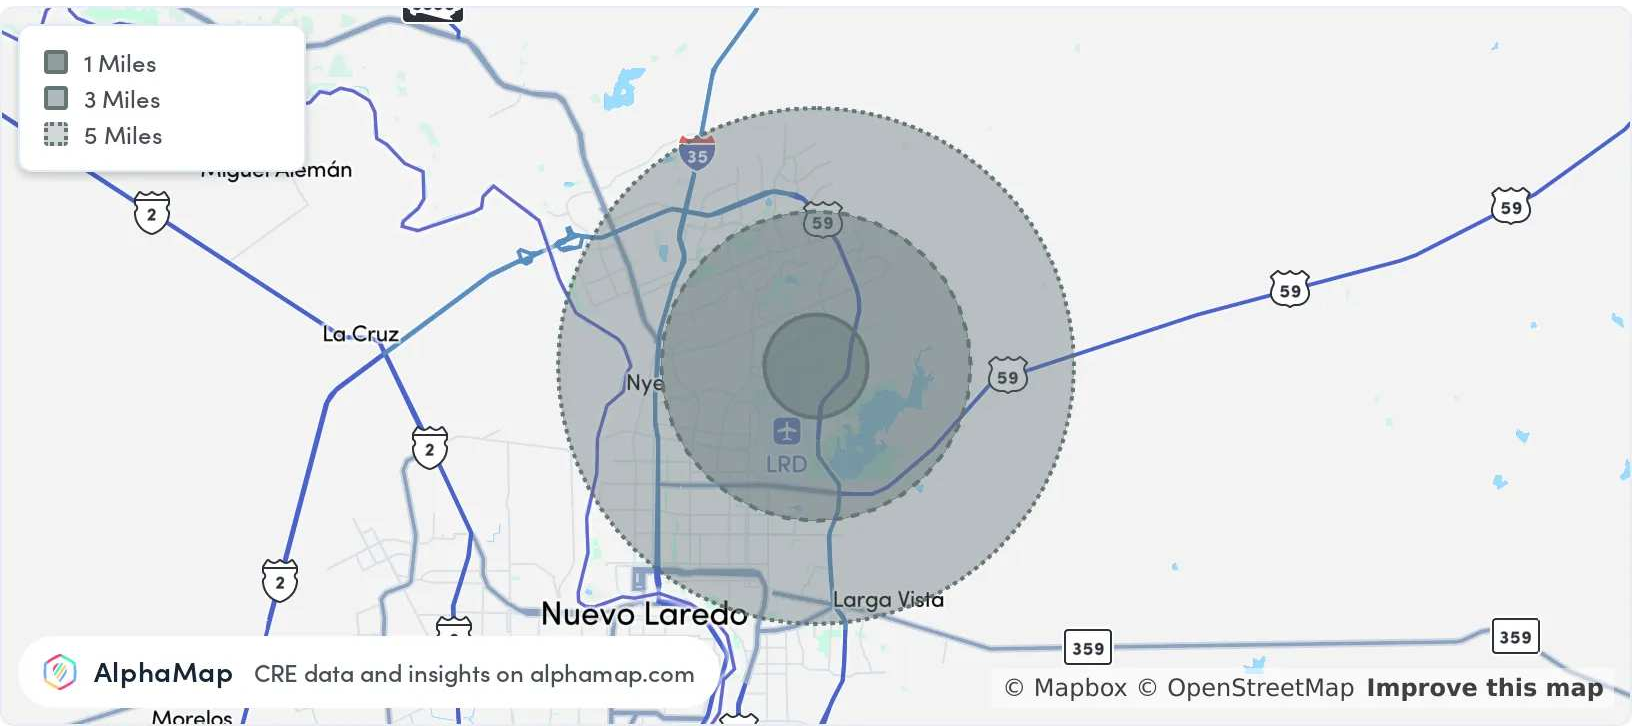 1 Miles
3 Miles
5 Miles
Miguel Alemán
35
2
59
59
59
La Cruz
59
Nye
2
LRD
2
Nuevo Laredo
Larga Vista
359
359
AlphaMap CRE data and insights on alphamap.com
© Mapbox © OpenStreetMap Improve this map
Morelos